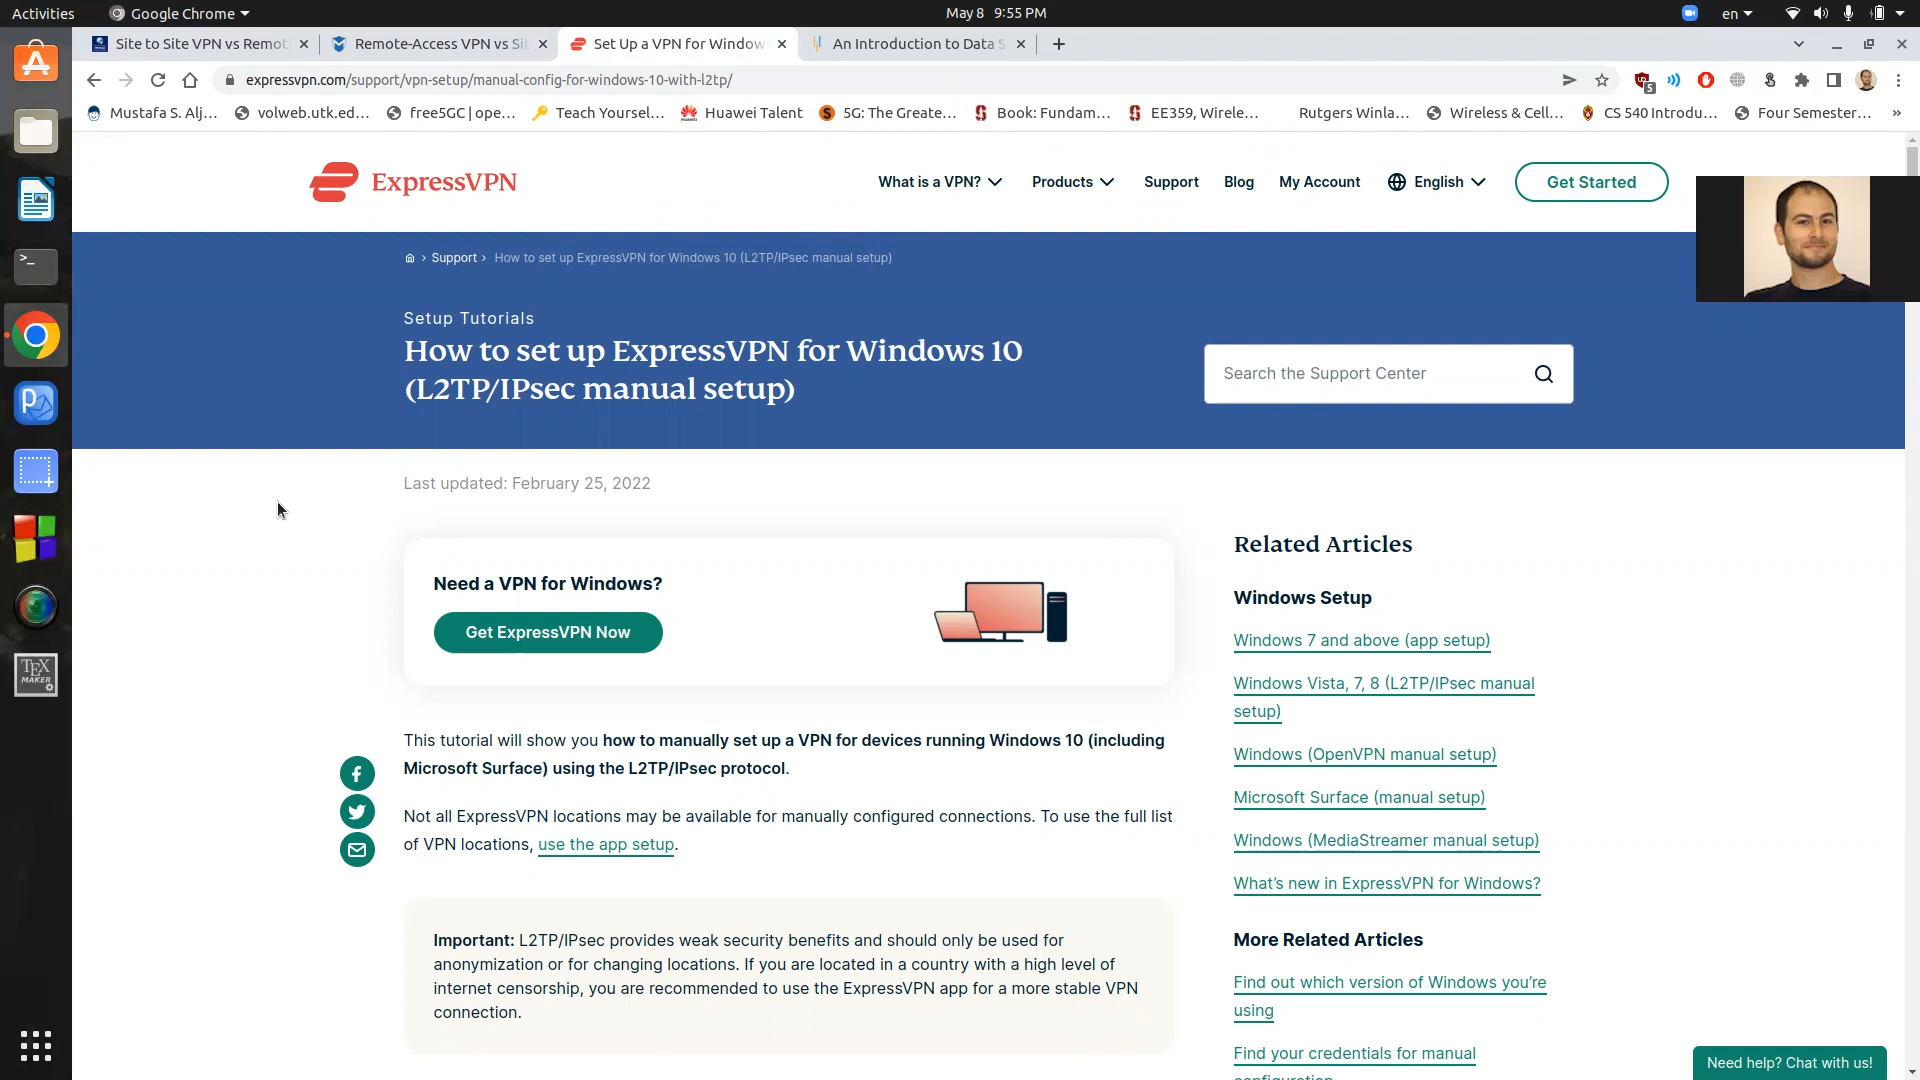 Activities
Google Chrome
May 8 9:55 PM
en
Site to Site VPN vs Remot
Remote-Access VPN vs Sit
Set Up a VPN for Window
An Introduction to Data S
expressvpn.com/support/vpn-setup/manual-config-for-windows-10-with-l2tp/
5
Mustafa S. Alj...
volweb.utk.ed...
free5GC | ope...
Teach Yoursel...
Huawei Talent
5G: The Greate...
Book: Fundam...
EE359, Wirele...
Rutgers Winla...
Wireless & Cell...
CS 540 Introdu...
Four Semester...
»
ExpressVPN
What is a VPN?
Products
Support
Blog
My Account
English
Get Started
Support › How to set up ExpressVPN for Windows 10 (L2TP/IPsec manual setup)
Setup Tutorials
How to set up ExpressVPN for Windows 10
(L2TP/IPsec manual setup)
Search the Support Center
Last updated: February 25, 2022
Need a VPN for Windows?
Get ExpressVPN Now
This tutorial will show you how to manually set up a VPN for devices running Windows 10 (including
Microsoft Surface) using the L2TP/IPsec protocol.
Not all ExpressVPN locations may be available for manually configured connections. To use the full list
of VPN locations, use the app setup.
Important: L2TP/IPsec provides weak security benefits and should only be used for
anonymization or for changing locations. If you are located in a country with a high level of
internet censorship, you are recommended to use the ExpressVPN app for a more stable VPN
connection.
Related Articles
Windows Setup
Windows 7 and above (app setup)
Windows Vista, 7, 8 (L2TP/IPsec manual
setup)
Windows (OpenVPN manual setup)
Microsoft Surface (manual setup)
Windows (MediaStreamer manual setup)
What's new in ExpressVPN for Windows?
More Related Articles
Find out which version of Windows you're
using
Find your credentials for manual
configuration
Need help? Chat with us!
TEX
MAKER